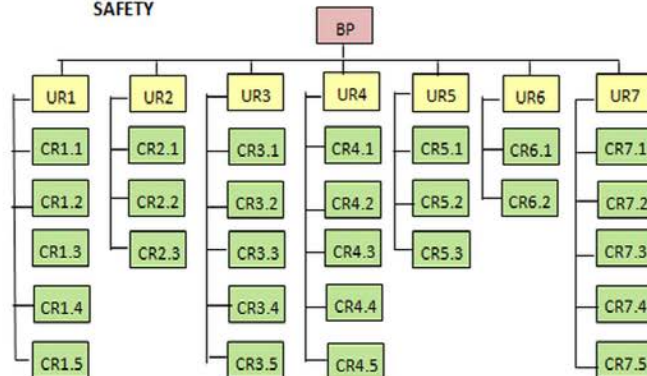 SAFETY
BP
UR1 UR2 UR3 UR4 UR5 UR6 UR7
CR1.1 CR2.1 CR3.1 CR4.1 CR5.1 CR6.1 CR7.1
CR1.2 CR2.2 CR3.2 CR4.2 CR5.2 CR6.2 CR7.2
CR1.3 CR2.3 CR3.3 CR4.3 CR5.3 CR7.3
CR1.4 CR3.4 CR4.4 CR7.4
CR1.5 CR3.5 CR4.5 CR7.5